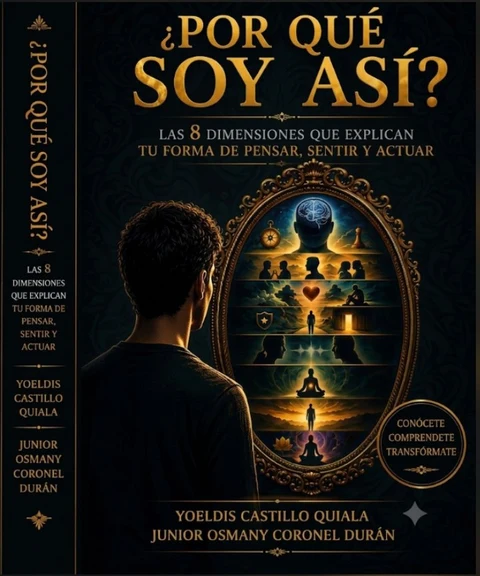 ¿POR QUÉ SOY ASÍ?
LAS 8
DIMENSIONES
QUE EXPLICAN
TU FORMA DE
PENSAR,
SENTIR Y
ACTUAR
YOELDIS
CASTILLO
QUIALA
JUNIOR
OSMANY
CORONEL
DURÁN
¿POR QUÉ
SOY ASÍ?
LAS 8 DIMENSIONES QUE EXPLICAN
TU FORMA DE PENSAR, SENTIR Y ACTUAR
CONÓCETE
COMPRENDETE
TRANSFÓRMATE
YOELDIS CASTILLO QUIALA
JUNIOR OSMANY CORONEL DURÁN